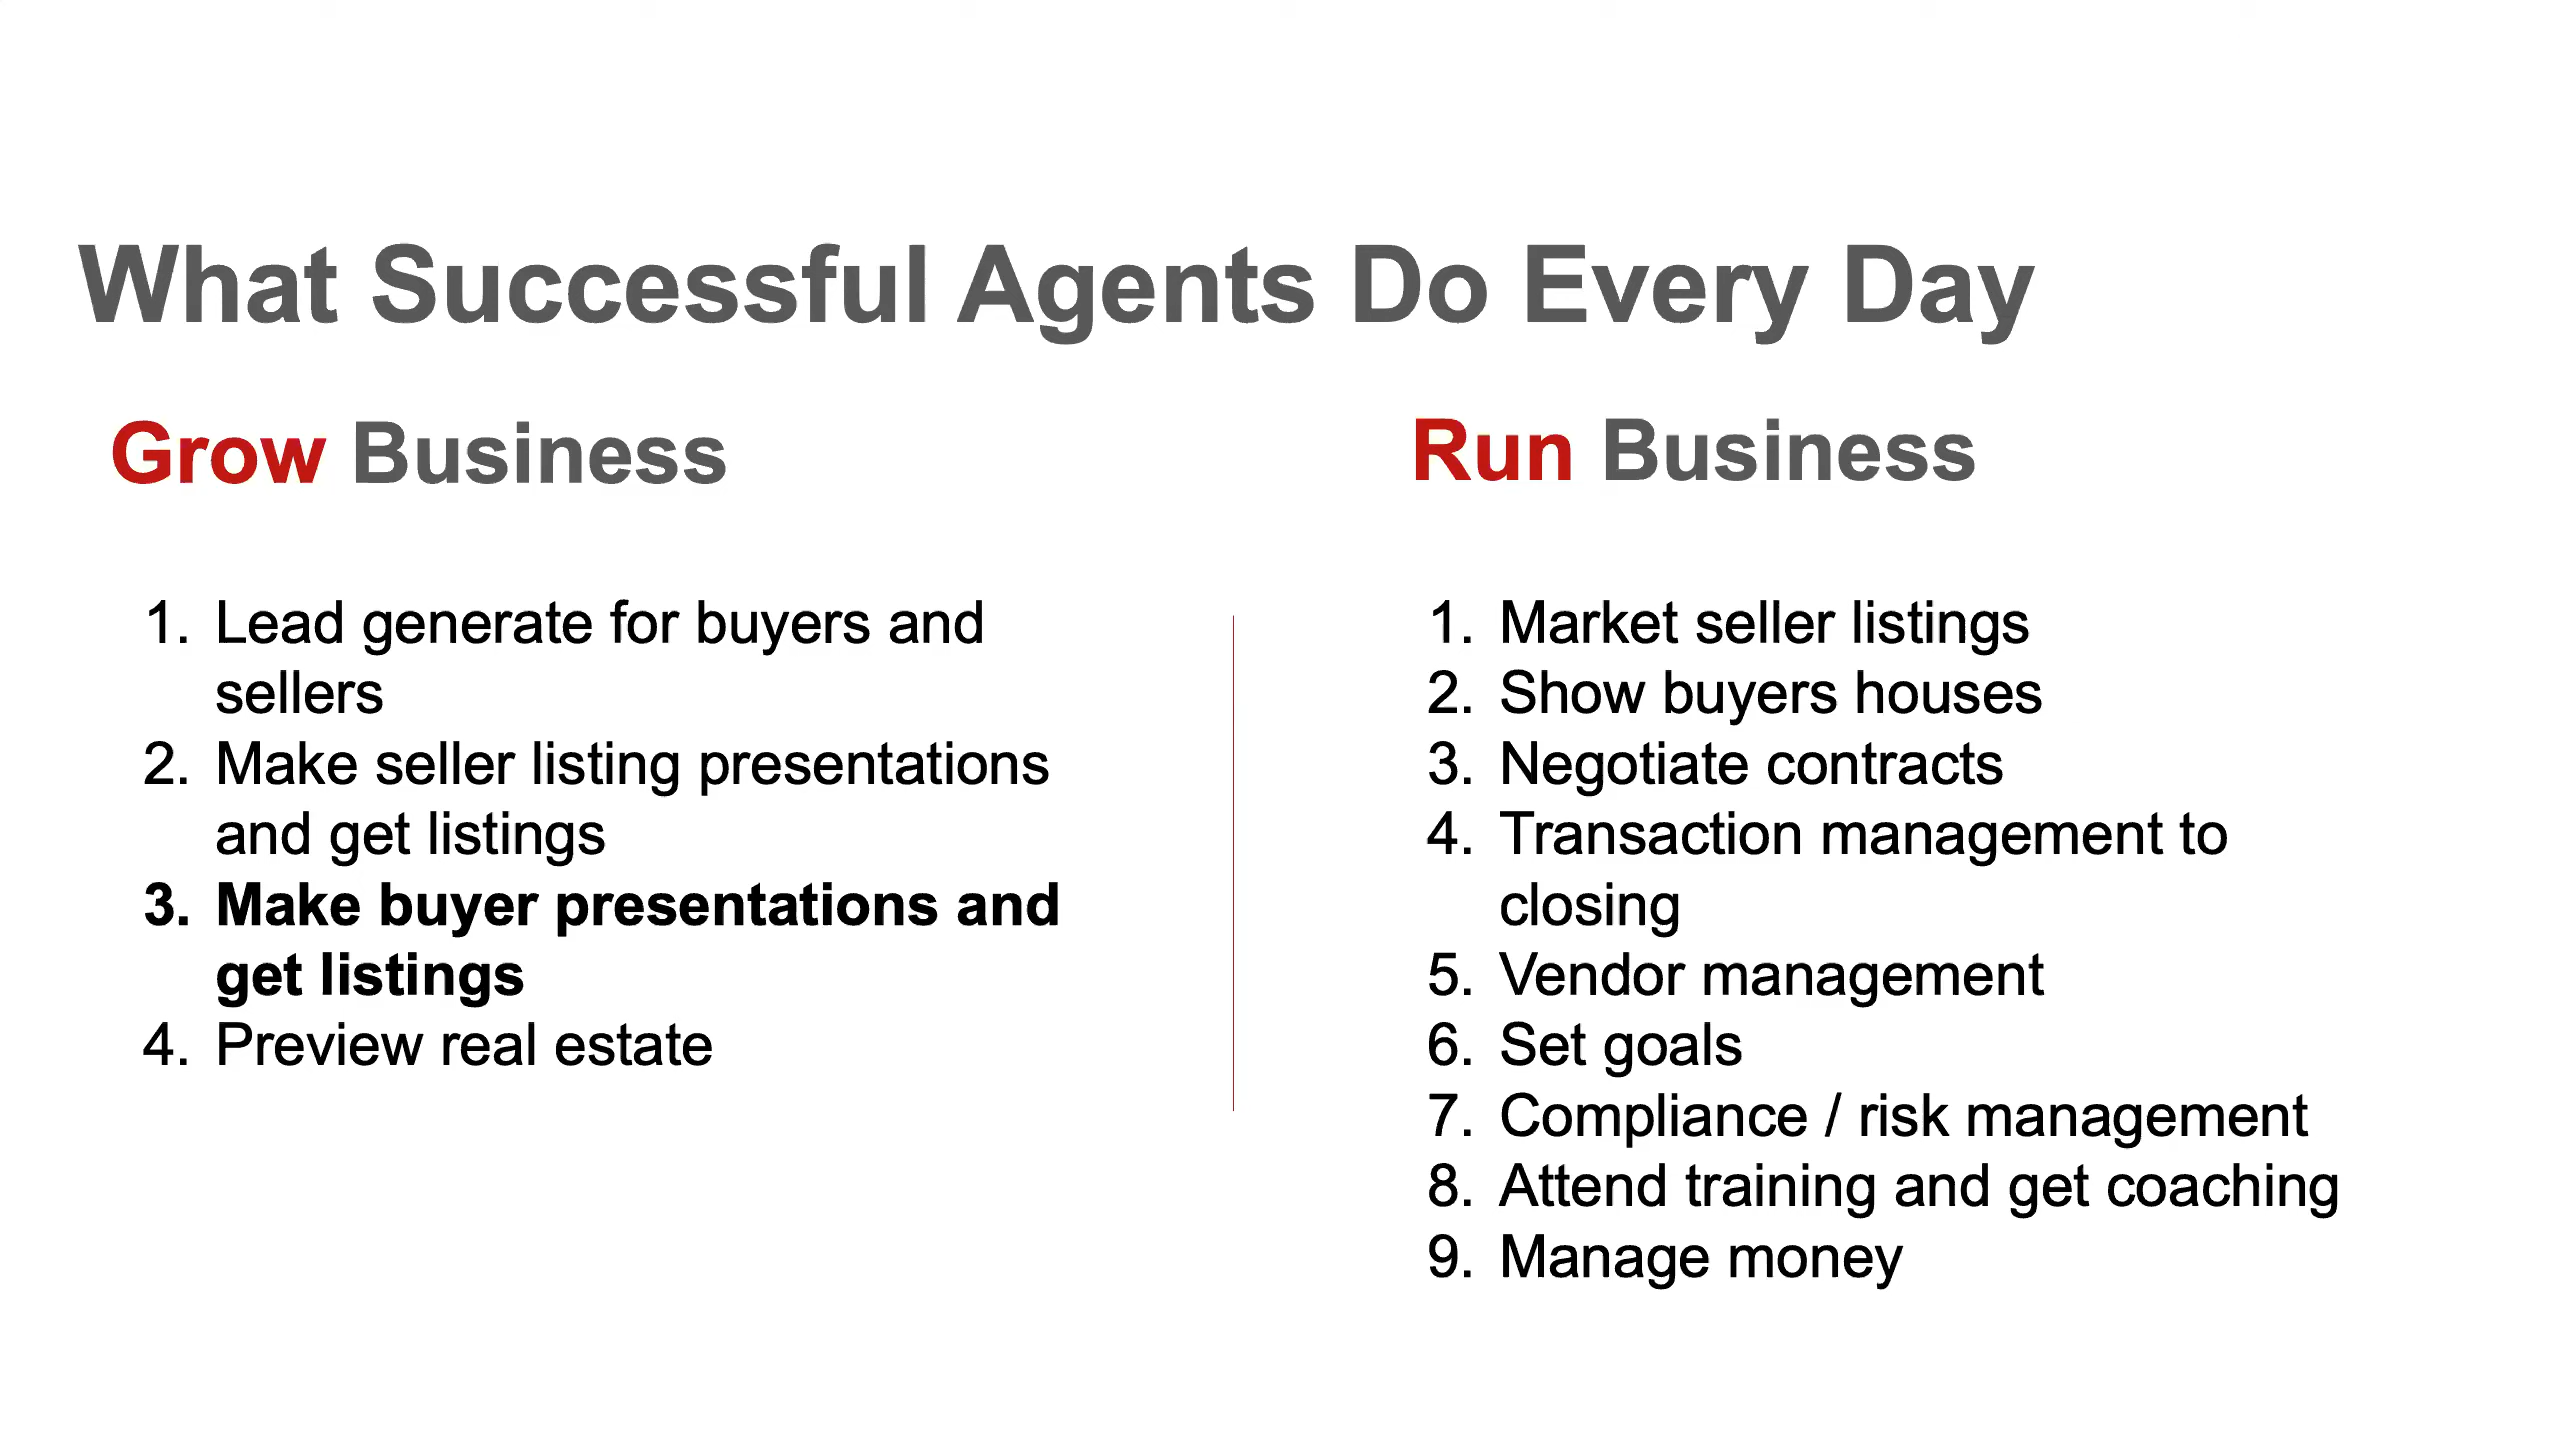 What Successful Agents Do Every Day
Grow Business
1. Lead generate for buyers and
sellers
2. Make seller listing presentations
and get listings
3. Make buyer presentations and
get listings
4. Preview real estate
Run Business
1. Market seller listings
2. Show buyers houses
3. Negotiate contracts
4. Transaction management to
closing
5. Vendor management
6. Set goals
7. Compliance / risk management
8. Attend training and get coaching
9. Manage money